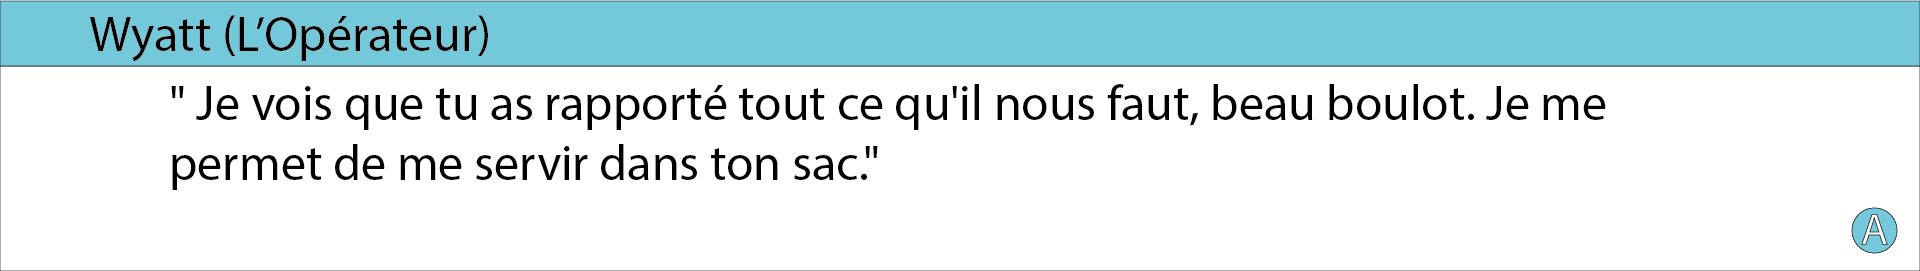 Wyatt (L’Opérateur)
" Je vois que tu as rapporté tout ce qu'il nous faut, beau boulot. Je me
permet de me servir dans ton sac."
A